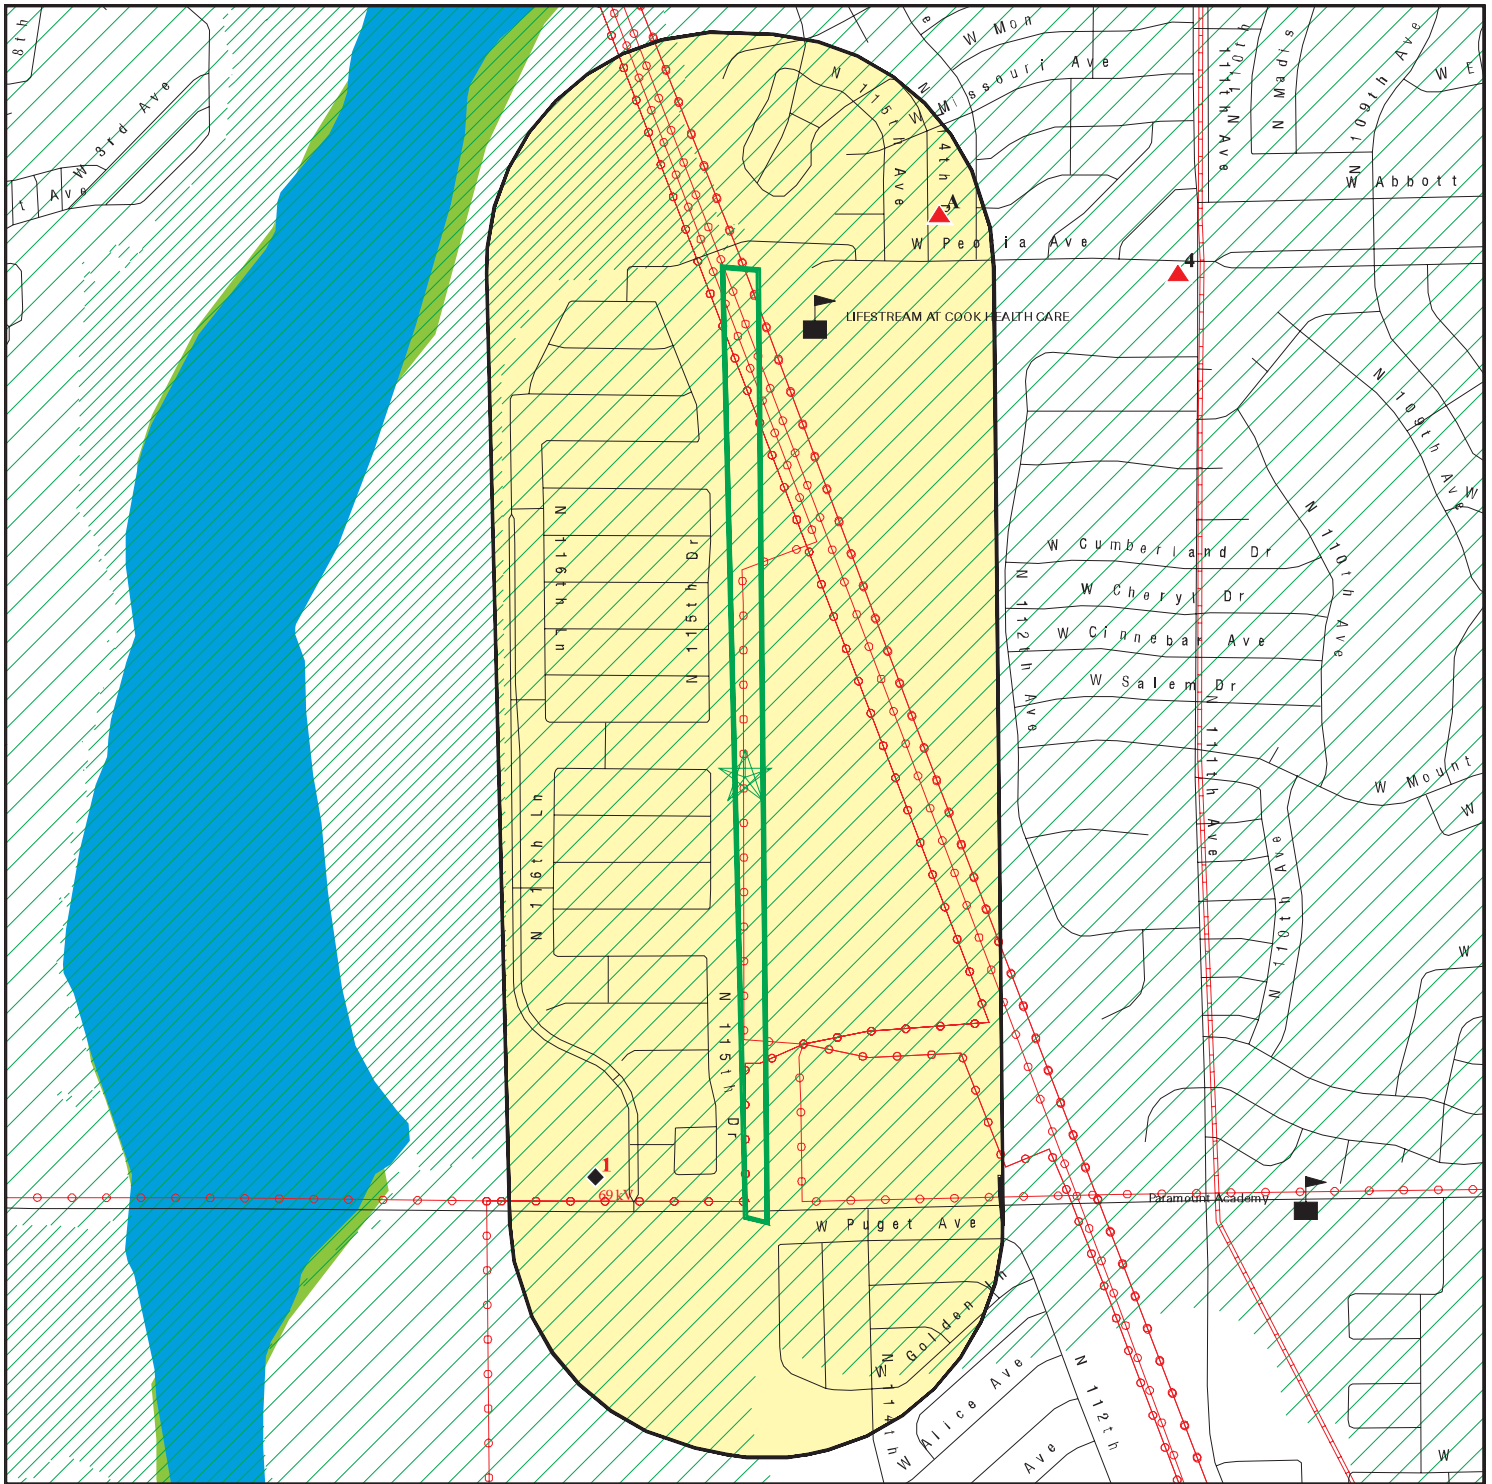 8th
W 3rd Ave
t Ave
W Mon
W Missouri Ave
N 115th Ave
N 114th
A
W Peoria Ave
N 111th Ave
N 110th
N Madis
N 109th Ave
W E
W Abbott
4
LIFESTREAM AT COOK HEALTH CARE
N 109th Ave
W
N 116th Ln
N 115th Dr
W Cumberland Dr
N 110th Ave
W Cheryl Dr
N 112th Ave
W Cinnebar Ave
W Salem Dr
N 111th Ave
W Mount
W
N 116th Ln
N 110th Ave
W
N 115th Dr
1
69 kV
Paramount Academy
W Puget Ave
W Golden Ln
N 114th
W Alice Ave
N 112th
Ave
W